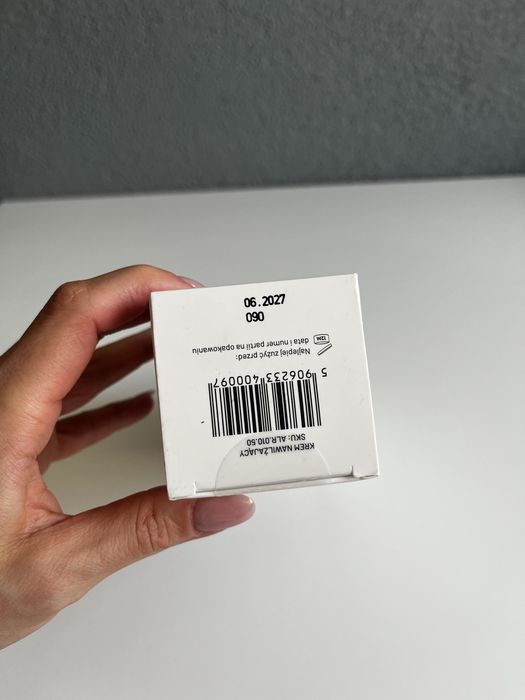 06.2027
090
KREM NAWILŻAJĄCY
SKU: ALR.010.50
5 906233 400097
Najlepiej zużyć przed:
data i numer partii na opakowaniu
12M